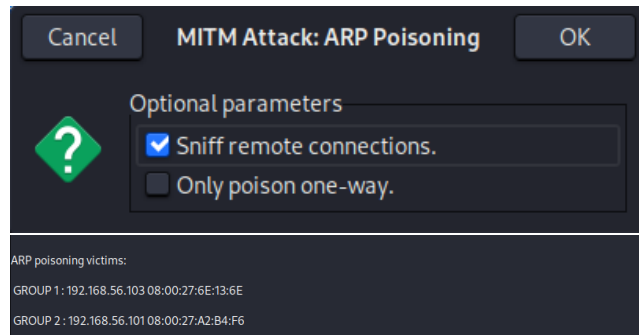 Cancel MITM Attack: ARP Poisoning OK
Optional parameters
?
Sniff remote connections.
Only poison one-way.
ARP poisoning victims:
GROUP 1 : 192.168.56.103 08:00:27:6E:13:6E
GROUP 2 : 192.168.56.101 08:00:27:A2:B4:F6